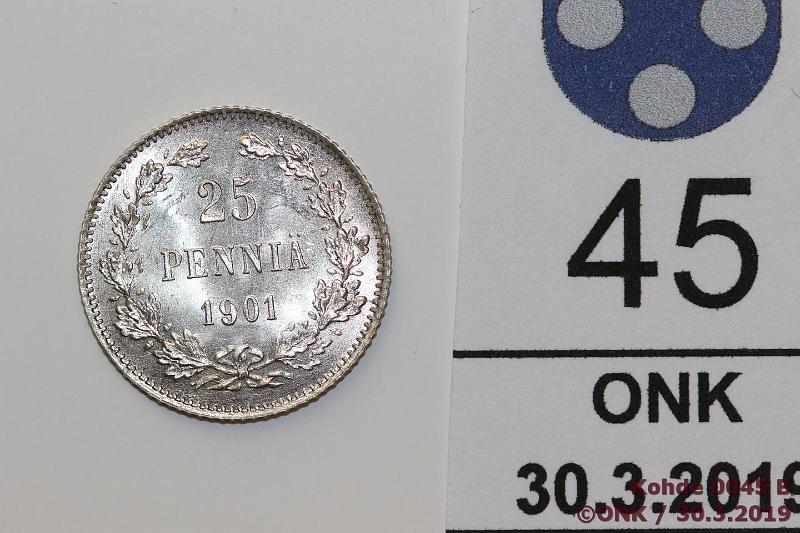 25
PENNIÄ
1901
45
ONK
30.3.2019
Kohde 0045 B
©ONK / 30.3.2019